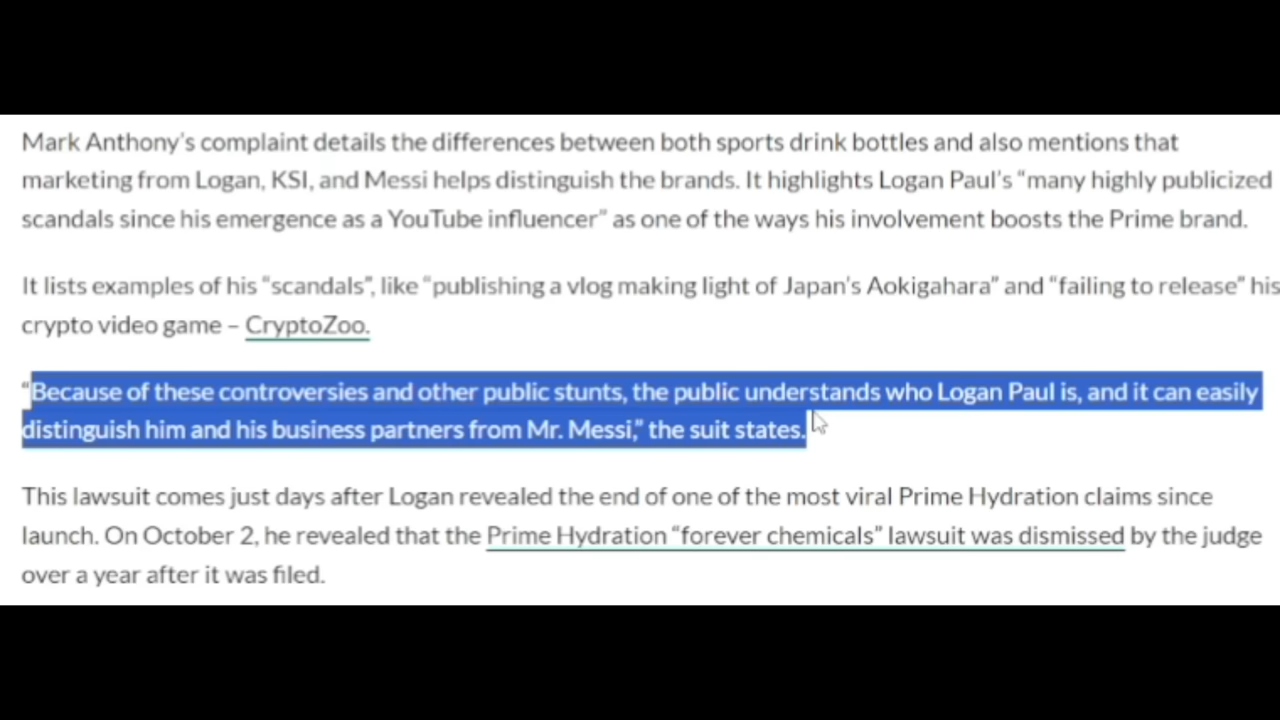 Mark Anthony’s complaint details the differences between both sports drink bottles and also mentions that
marketing from Logan, KSI, and Messi helps distinguish the brands. It highlights Logan Paul’s “many highly publicized
scandals since his emergence as a YouTube influencer” as one of the ways his involvement boosts the Prime brand.
It lists examples of his “scandals”, like “publishing a vlog making light of Japan’s Aokigahara” and “failing to release” his
crypto video game – CryptoZoo.
“Because of these controversies and other public stunts, the public understands who Logan Paul is, and it can easily
distinguish him and his business partners from Mr. Messi,” the suit states.
This lawsuit comes just days after Logan revealed the end of one of the most viral Prime Hydration claims since
launch. On October 2, he revealed that the Prime Hydration “forever chemicals” lawsuit was dismissed by the judge
over a year after it was filed.